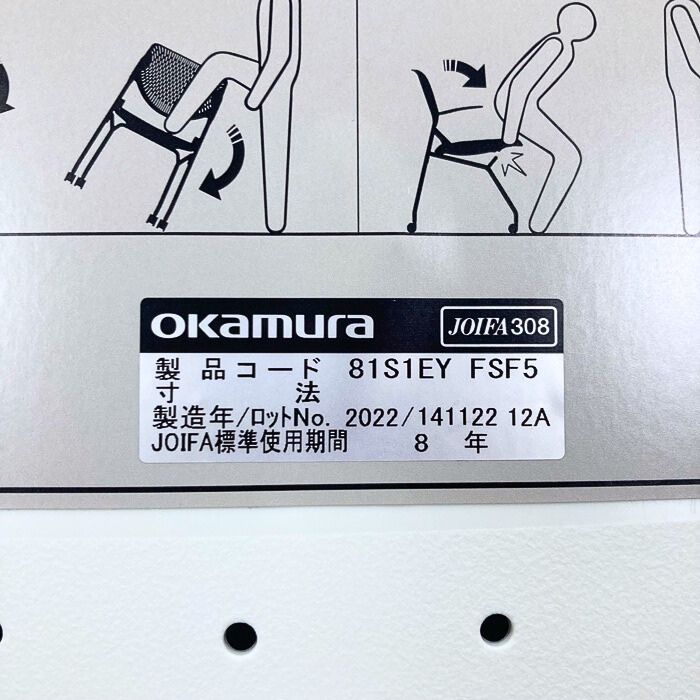 okamura
JOIFA308
製品コード 81S1EY FSF5
寸法
製造年/ロットNo. 2022/141122 12A
JOIFA標準使用期間 8 年